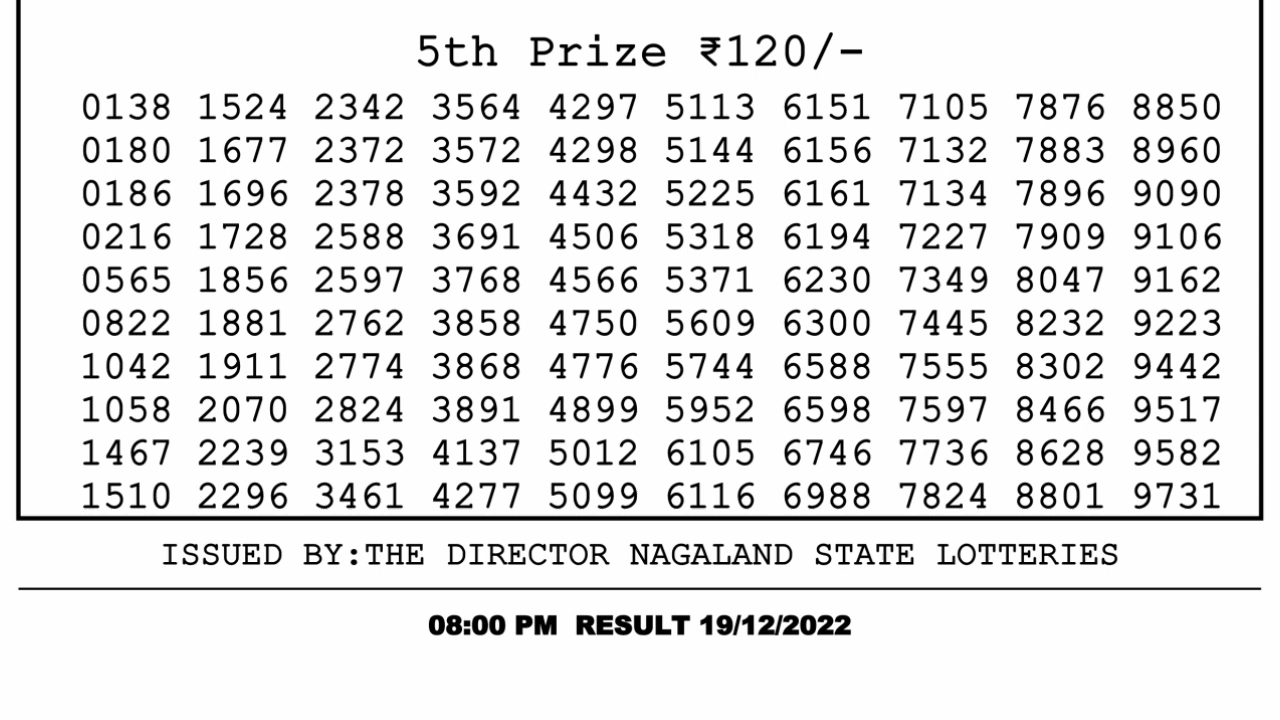 5th Prize ₹120/-
0138 1524 2342 3564 4297 5113 6151 7105 7876 8850
0180 1677 2372 3572 4298 5144 6156 7132 7883 8960
0186 1696 2378 3592 4432 5225 6161 7134 7896 9090
0216 1728 2588 3691 4506 5318 6194 7227 7909 9106
0565 1856 2597 3768 4566 5371 6230 7349 8047 9162
0822 1881 2762 3858 4750 5609 6300 7445 8232 9223
1042 1911 2774 3868 4776 5744 6588 7555 8302 9442
1058 2070 2824 3891 4899 5952 6598 7597 8466 9517
1467 2239 3153 4137 5012 6105 6746 7736 8628 9582
1510 2296 3461 4277 5099 6116 6988 7824 8801 9731
ISSUED BY:THE DIRECTOR NAGALAND STATE LOTTERIES
08:00 PM RESULT 19/12/2022